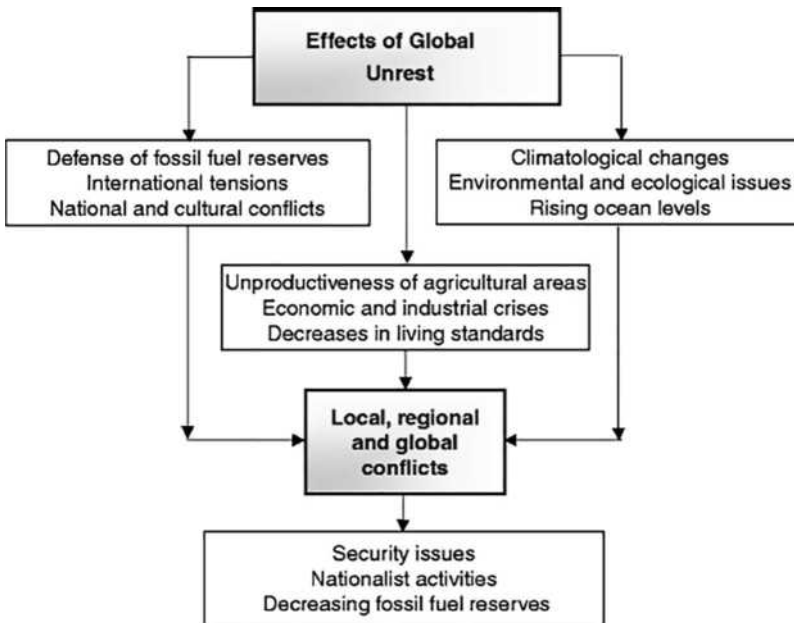 Effects of Global
Unrest
Defense of fossil fuel reserves
International tensions
National and cultural conflicts
Climatological changes
Environmental and ecological issues
Rising ocean levels
Unproductiveness of agricultural areas
Economic and industrial crises
Decreases in living standards
Local, regional
and global
conflicts
Security issues
Nationalist activities
Decreasing fossil fuel reserves